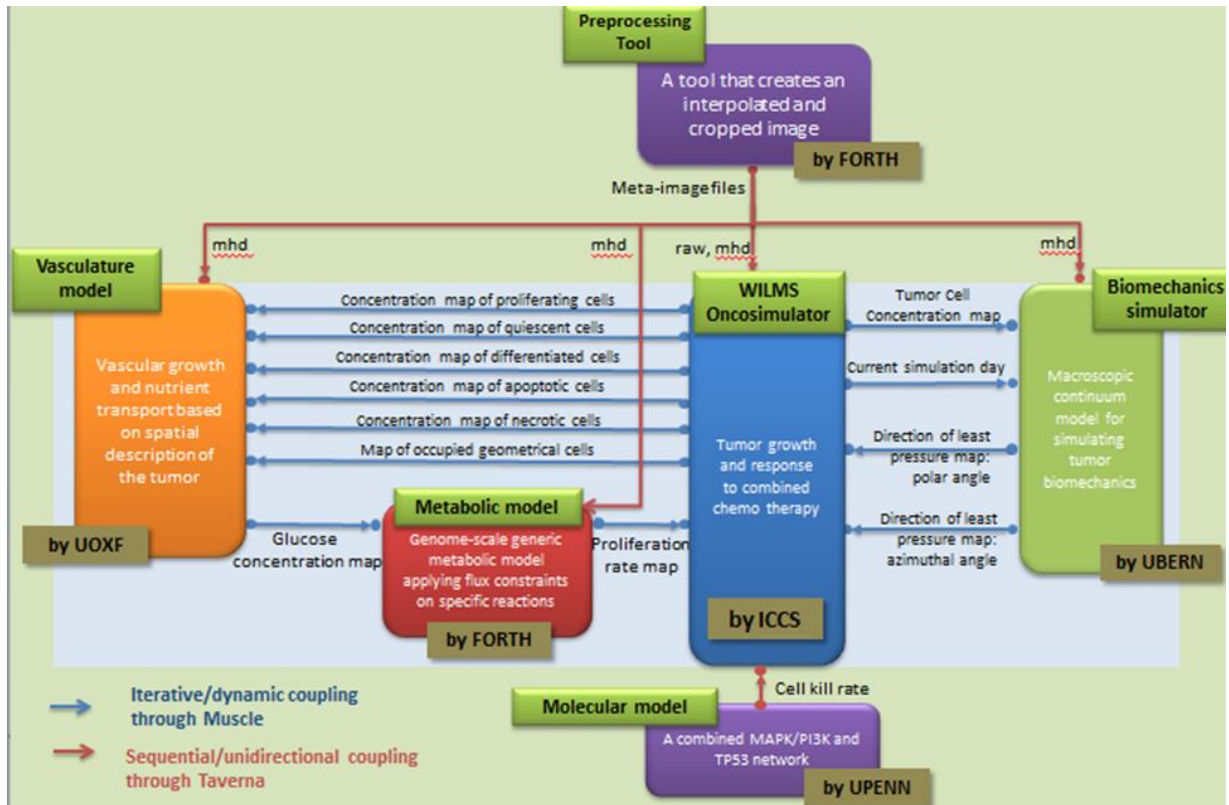 Preprocessing
Tool
A tool that creates an
interpolated and
cropped image
by FORTH
Meta-imagefiles
mhd
mhd
raw, mhd
mhd
Vasculature
model
Vascular growth
and nutrient
transport based
on spatial
description of
the tumor
by UOXF
Concentration map of proliferating cells
Concentration map of quiescent cells
Concentration map of differentiated cells
Concentration map of apoptotic cells
Concentration map of necrotic cells
Map of occupied geometrical cells
Glucose
concentration map
Metabolic model
Genome-scale generic
metabolic model
applying flux constraints
on specific reactions
by FORTH
Proliferation
rate map
WILMS
Oncosimulator
Tumor growth
and response
to combined
chemo therapy
by ICCS
Tumor Cell
Concentration map
Current simulation day
Direction of least
pressure map:
polar angle
Direction of least
pressure map:
azimuthal angle
Biomechanics
simulator
Macroscopic
continuum
model for
simulating
tumor
biomechanics
by UBERN
Cell kill rate
Molecular model
A combined MAPK/PI3K and
TP53 network
by UPENN
Iterative/dynamic coupling
through Muscle
Sequential/unidirectional coupling
through Taverna